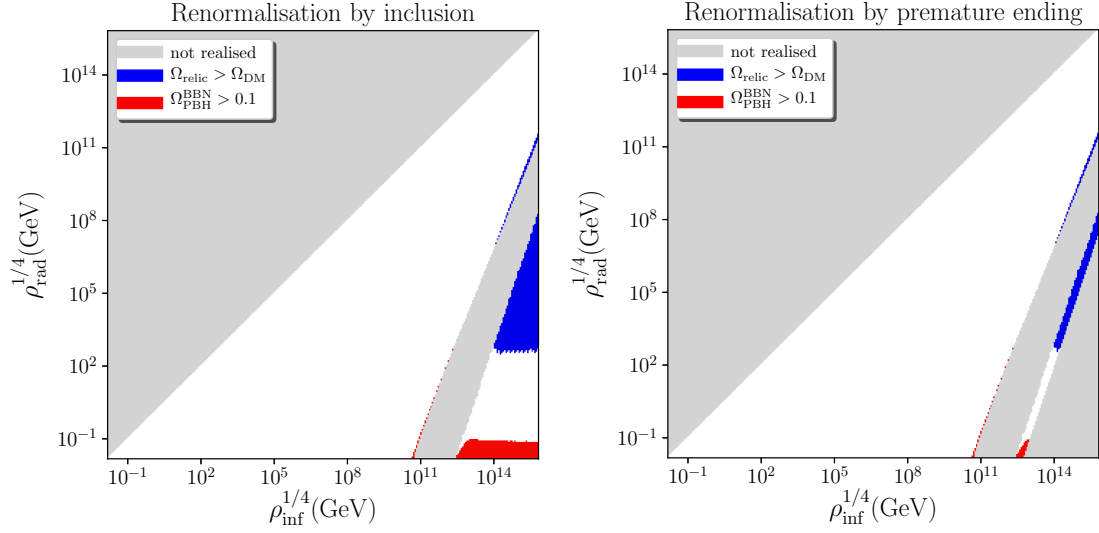 Renormalisation by inclusion
not realised
Ω_relic > Ω_DM
Ω_PBH^BBN > 0.1
10^14
10^11
10^8
10^5
10^2
10^−1
ρ_rad^1/4 (GeV)
10^−1 10^2 10^5 10^8 10^11 10^14
ρ_inf^1/4 (GeV)
Renormalisation by premature ending
not realised
Ω_relic > Ω_DM
Ω_PBH^BBN > 0.1
10^14
10^11
10^8
10^5
10^2
10^−1
ρ_rad^1/4 (GeV)
10^−1 10^2 10^5 10^8 10^11 10^14
ρ_inf^1/4 (GeV)